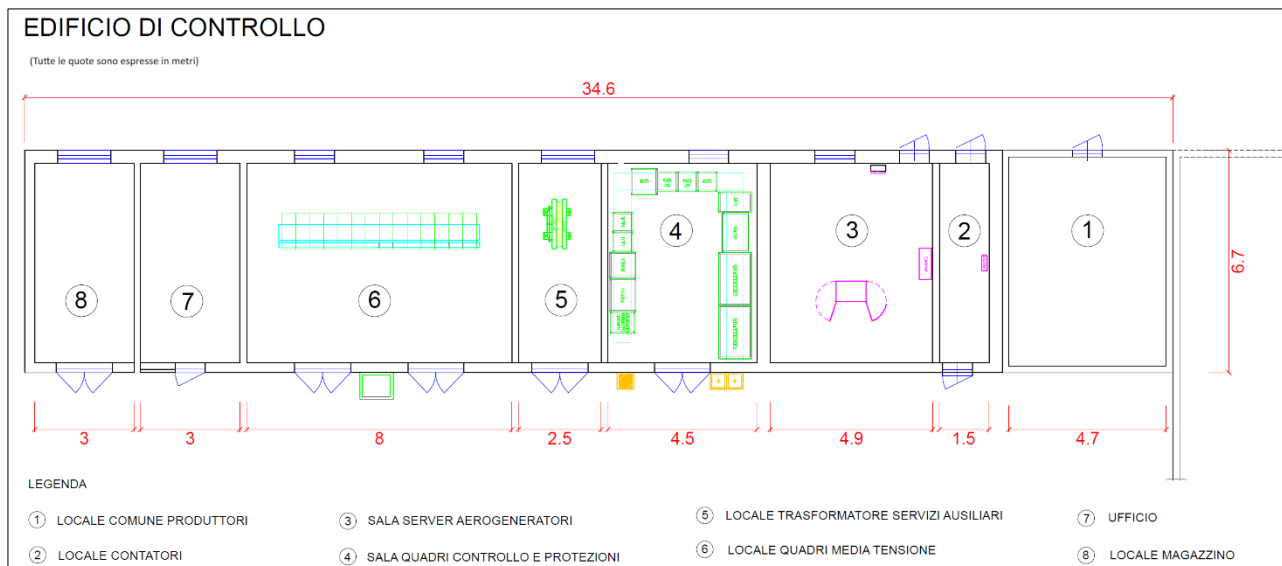 EDIFICIO DI CONTROLLO
(Tutte le quote sono espresse in metri)
34.6
8
7
6
5
4
3
2
1
6.7
3
3
8
2.5
4.5
4.9
1.5
4.7
LEGENDA
1 LOCALE COMUNE PRODUTTORI
3 SALA SERVER AEROGENERATORI
5 LOCALE TRASFORMATORE SERVIZI AUSILIARI
7 UFFICIO
2 LOCALE CONTATORI
4 SALA QUADRI CONTROLLO E PROTEZIONI
6 LOCALE QUADRI MEDIA TENSIONE
8 LOCALE MAGAZZINO